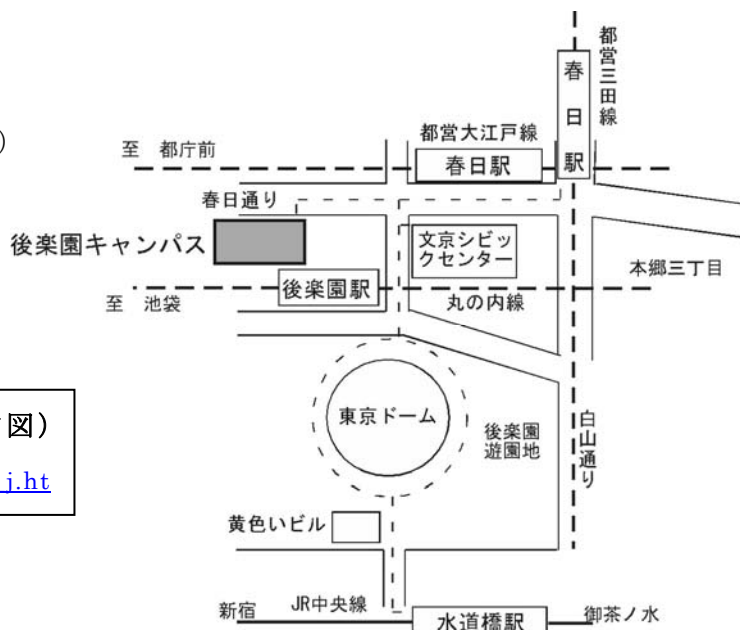 都営三田線
春日駅
）
都営大江戸線
至 都庁前
春日駅
春日通り
後楽園キャンパス
文京シビッ
クセンター
本郷三丁目
後楽園駅
至 池袋
丸の内線
東京ドーム
図）
後楽園
遊園地
白山通り
j.ht
黄色いビル
新宿
JR中央線
水道橋駅
御茶ノ水